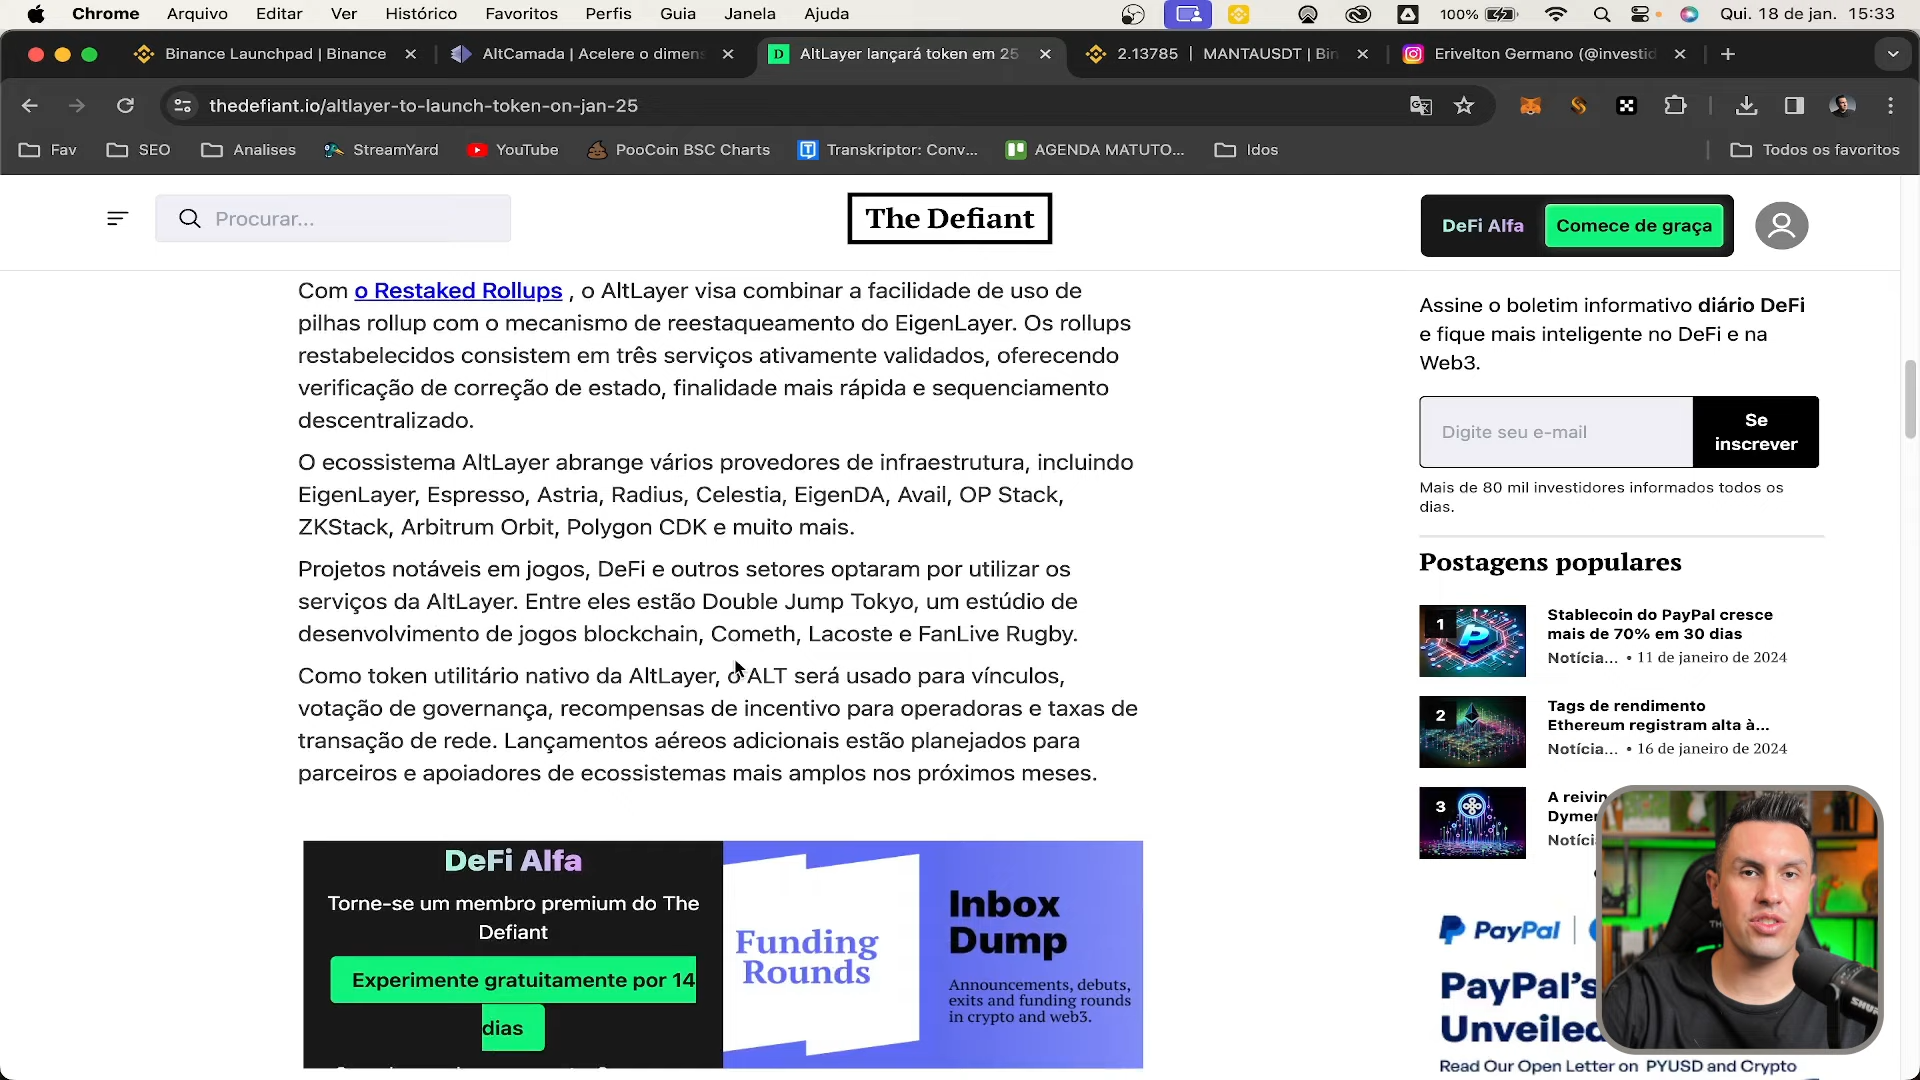 Chrome Arquivo Editar Ver Histórico Favoritos Perfis Guia Janela Ajuda 100% Qui. 18 de jan. 15:33
Binance Launchpad | Binance
AltCamada | Acelere o dimens
AltLayer lançará token em 25
2.13785 | MANTAUSDT | Bin
Erivelton Germano (@investid
thedefiant.io/altlayer-to-launch-token-on-jan-25
Fav SEO Analises StreamYard YouTube PooCoin BSC Charts Transkriptor: Conv... AGENDA MATUTO... Idos Todos os favoritos
Procurar...
The Defiant
DeFi Alfa
Comece de graça
Com o Restaked Rollups , o AltLayer visa combinar a facilidade de uso de
pilhas rollup com o mecanismo de reestaqueamento do EigenLayer. Os rollups
restabelecidos consistem em três serviços ativamente validados, oferecendo
verificação de correção de estado, finalidade mais rápida e sequenciamento
descentralizado.
O ecossistema AltLayer abrange vários provedores de infraestrutura, incluindo
EigenLayer, Espresso, Astria, Radius, Celestia, EigenDA, Avail, OP Stack,
ZKStack, Arbitrum Orbit, Polygon CDK e muito mais.
Projetos notáveis em jogos, DeFi e outros setores optaram por utilizar os
serviços da AltLayer. Entre eles estão Double Jump Tokyo, um estúdio de
desenvolvimento de jogos blockchain, Cometh, Lacoste e FanLive Rugby.
Como token utilitário nativo da AltLayer, o ALT será usado para vínculos,
votação de governança, recompensas de incentivo para operadoras e taxas de
transação de rede. Lançamentos aéreos adicionais estão planejados para
parceiros e apoiadores de ecossistemas mais amplos nos próximos meses.
DeFi Alfa
Torne-se um membro premium do The
Defiant
Experimente gratuitamente por 14
dias
Funding
Rounds
Inbox
Dump
Announcements, debuts,
exits and funding rounds
in crypto and web3.
Assine o boletim informativo diário DeFi
e fique mais inteligente no DeFi e na
Web3.
Digite seu e-mail
Se
inscrever
Mais de 80 mil investidores informados todos os
dias.
Postagens populares
1
Stablecoin do PayPal cresce
mais de 70% em 30 dias
Notícia... • 11 de janeiro de 2024
2
Tags de rendimento
Ethereum registram alta à...
Notícia... • 16 de janeiro de 2024
3
A reivin
Dymen
Notíci
PayPal
PayPal's
Unveiled
Read Our Open Letter on PYUSD and Crypto